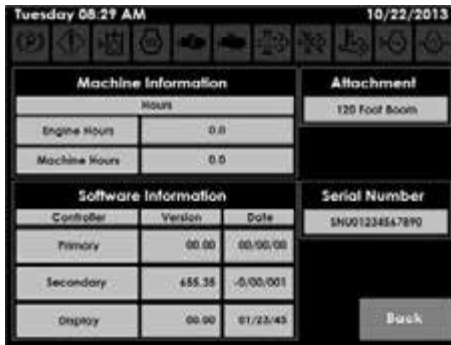 Tuesday 08:29 AM 10/22/2013
(P)
Machine Information
Hours
Engine Hours 0.0
Machine Hours 0.0
Attachment
120 Foot Boom
Software Information
Controller Version Date
Primary 00.00 00/00/00
Secondary 655.35 -0/00/001
Display 00.00 01/23/45
Serial Number
SNU01234567890
Back